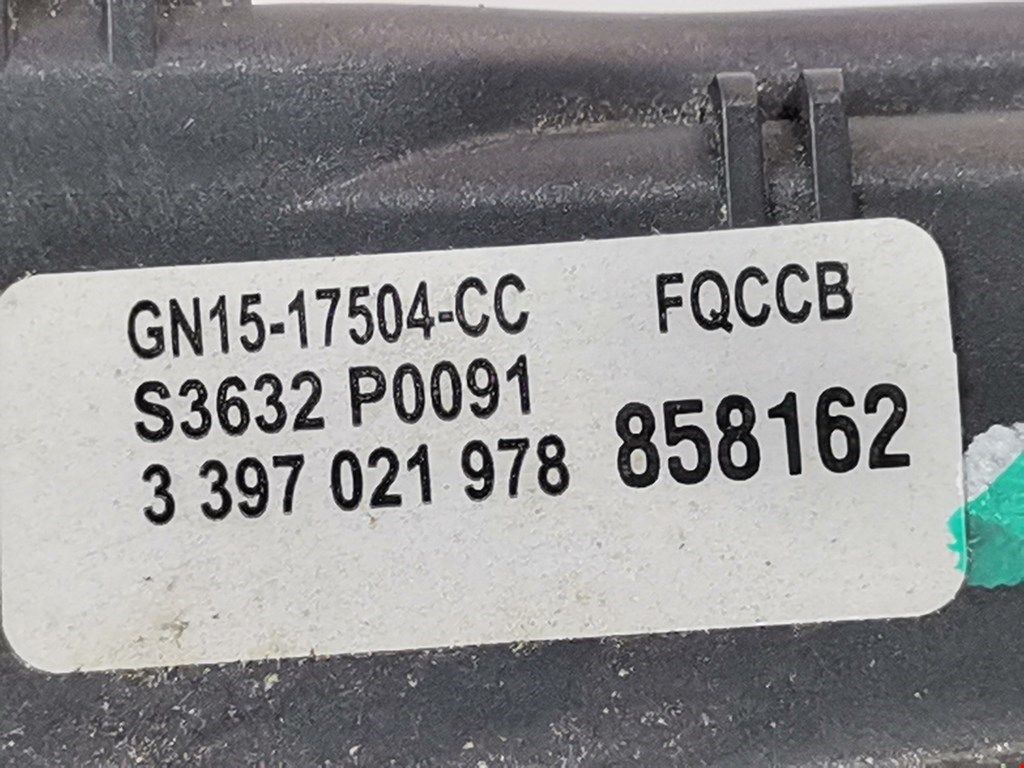 GN15-17504-CC FQCCB
S3632 P0091
3 397 021 978 858162